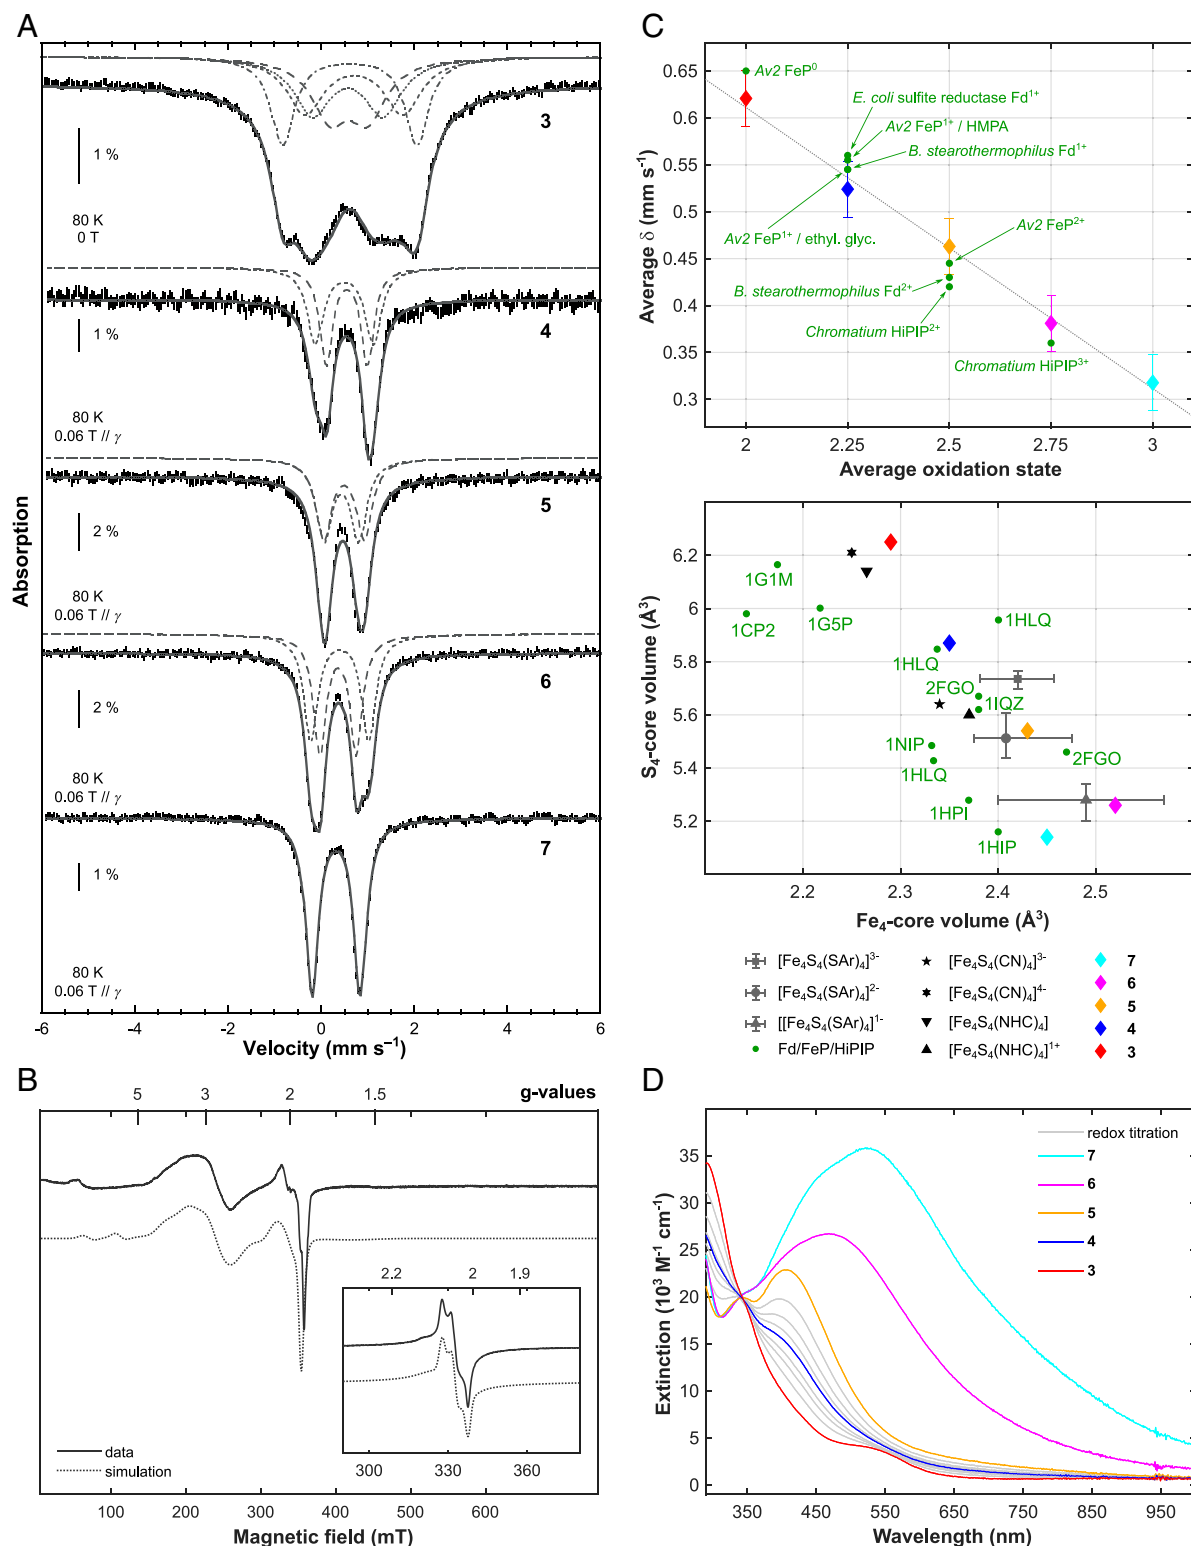 A
3
1 %
80 K
0 T
4
1 %
80 K
0.06 T // γ
5
2 %
80 K
0.06 T // γ
6
2 %
80 K
0.06 T // γ
7
1 %
80 K
0.06 T // γ
Absorption
-6 -4 -2 0 2 4 6
Velocity (mm s⁻¹)
B
5 3 2 1.5 g-values
2.2 2 1.9
300 330 360
data
simulation
100 200 300 400 500 600
Magnetic field (mT)
C
Average δ (mm s⁻¹)
0.65
0.6
0.55
0.5
0.45
0.4
0.35
0.3
Av2 FeP⁰
E. coli sulfite reductase Fd¹⁺
Av2 FeP¹⁺ / HMPA
B. stearothermophilus Fd¹⁺
Av2 FeP¹⁺ / ethyl. glyc.
Av2 FeP²⁺
B. stearothermophilus Fd²⁺
Chromatium HiPIP²⁺
Chromatium HiPIP³⁺
2 2.25 2.5 2.75 3
Average oxidation state
S₄-core volume (Å³)
6.2
6
5.8
5.6
5.4
5.2
1G1M
1CP2
1G5P
1HLQ
1HLQ
2FGO
1IQZ
1NIP
1HLQ
2FGO
1HPI
1HIP
2.2 2.3 2.4 2.5
Fe₄-core volume (Å³)
[Fe₄S₄(SAr)₄]³⁻
[Fe₄S₄(SAr)₄]²⁻
[[Fe₄S₄(SAr)₄]¹⁻
Fd/FeP/HiPIP
[Fe₄S₄(CN)₄]³⁻
[Fe₄S₄(CN)₄]⁴⁻
[Fe₄S₄(NHC)₄]
[Fe₄S₄(NHC)₄]¹⁺
7
6
5
4
3
D
Extinction (10³ M⁻¹ cm⁻¹)
35
30
25
20
15
10
5
0
redox titration
7
6
5
4
3
350 450 550 650 750 850 950
Wavelength (nm)